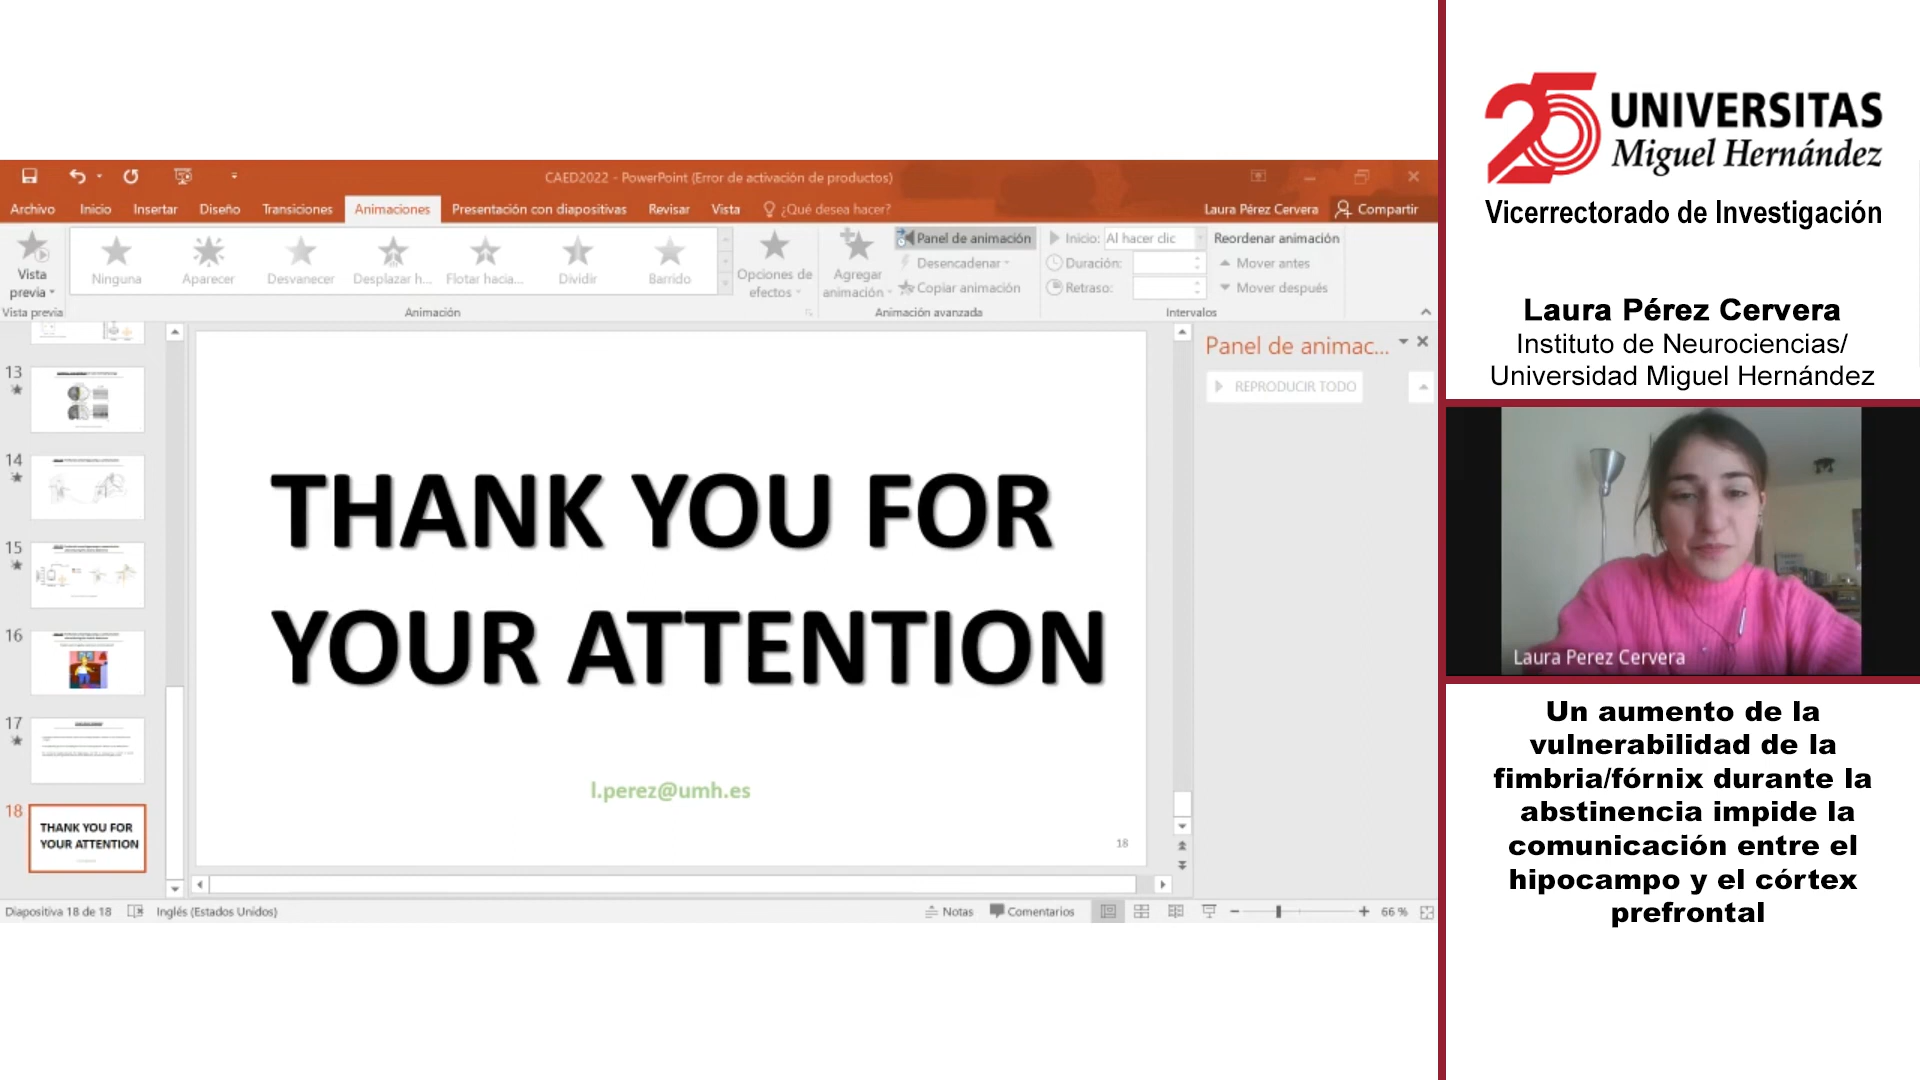 CAED2022 - PowerPoint (Error de activación de productos)
Archivo
Inicio
Insertar
Diseño
Transiciones
Animaciones
Presentación con diapositivas
Revisar
Vista
¿Qué desea hacer?
Laura Pérez Cervera
Compartir
Vista
previa
Vista previa
Ninguna
Aparecer
Desvanecer
Desplazar h...
Flotar hacia...
Dividir
Barrido
Animación
Opciones de
efectos
Agregar
animación
Panel de animación
Desencadenar
Copiar animación
Animación avanzada
Inicio: Al hacer clic
Duración:
Retraso:
Intervalos
Reordenar animación
Mover antes
Mover después
13
14
15
16
17
18
THANK YOU FOR
YOUR ATTENTION
THANK YOU FOR
YOUR ATTENTION
l.perez@umh.es
18
Panel de animac...
REPRODUCIR TODO
Diapositiva 18 de 18
Inglés (Estados Unidos)
Notas
Comentarios
66 %
25 UNIVERSITAS
Miguel Hernández
Vicerrectorado de Investigación
Laura Pérez Cervera
Instituto de Neurociencias/
Universidad Miguel Hernández
Laura Perez Cervera
Un aumento de la
vulnerabilidad de la
fimbria/fórnix durante la
abstinencia impide la
comunicación entre el
hipocampo y el córtex
prefrontal